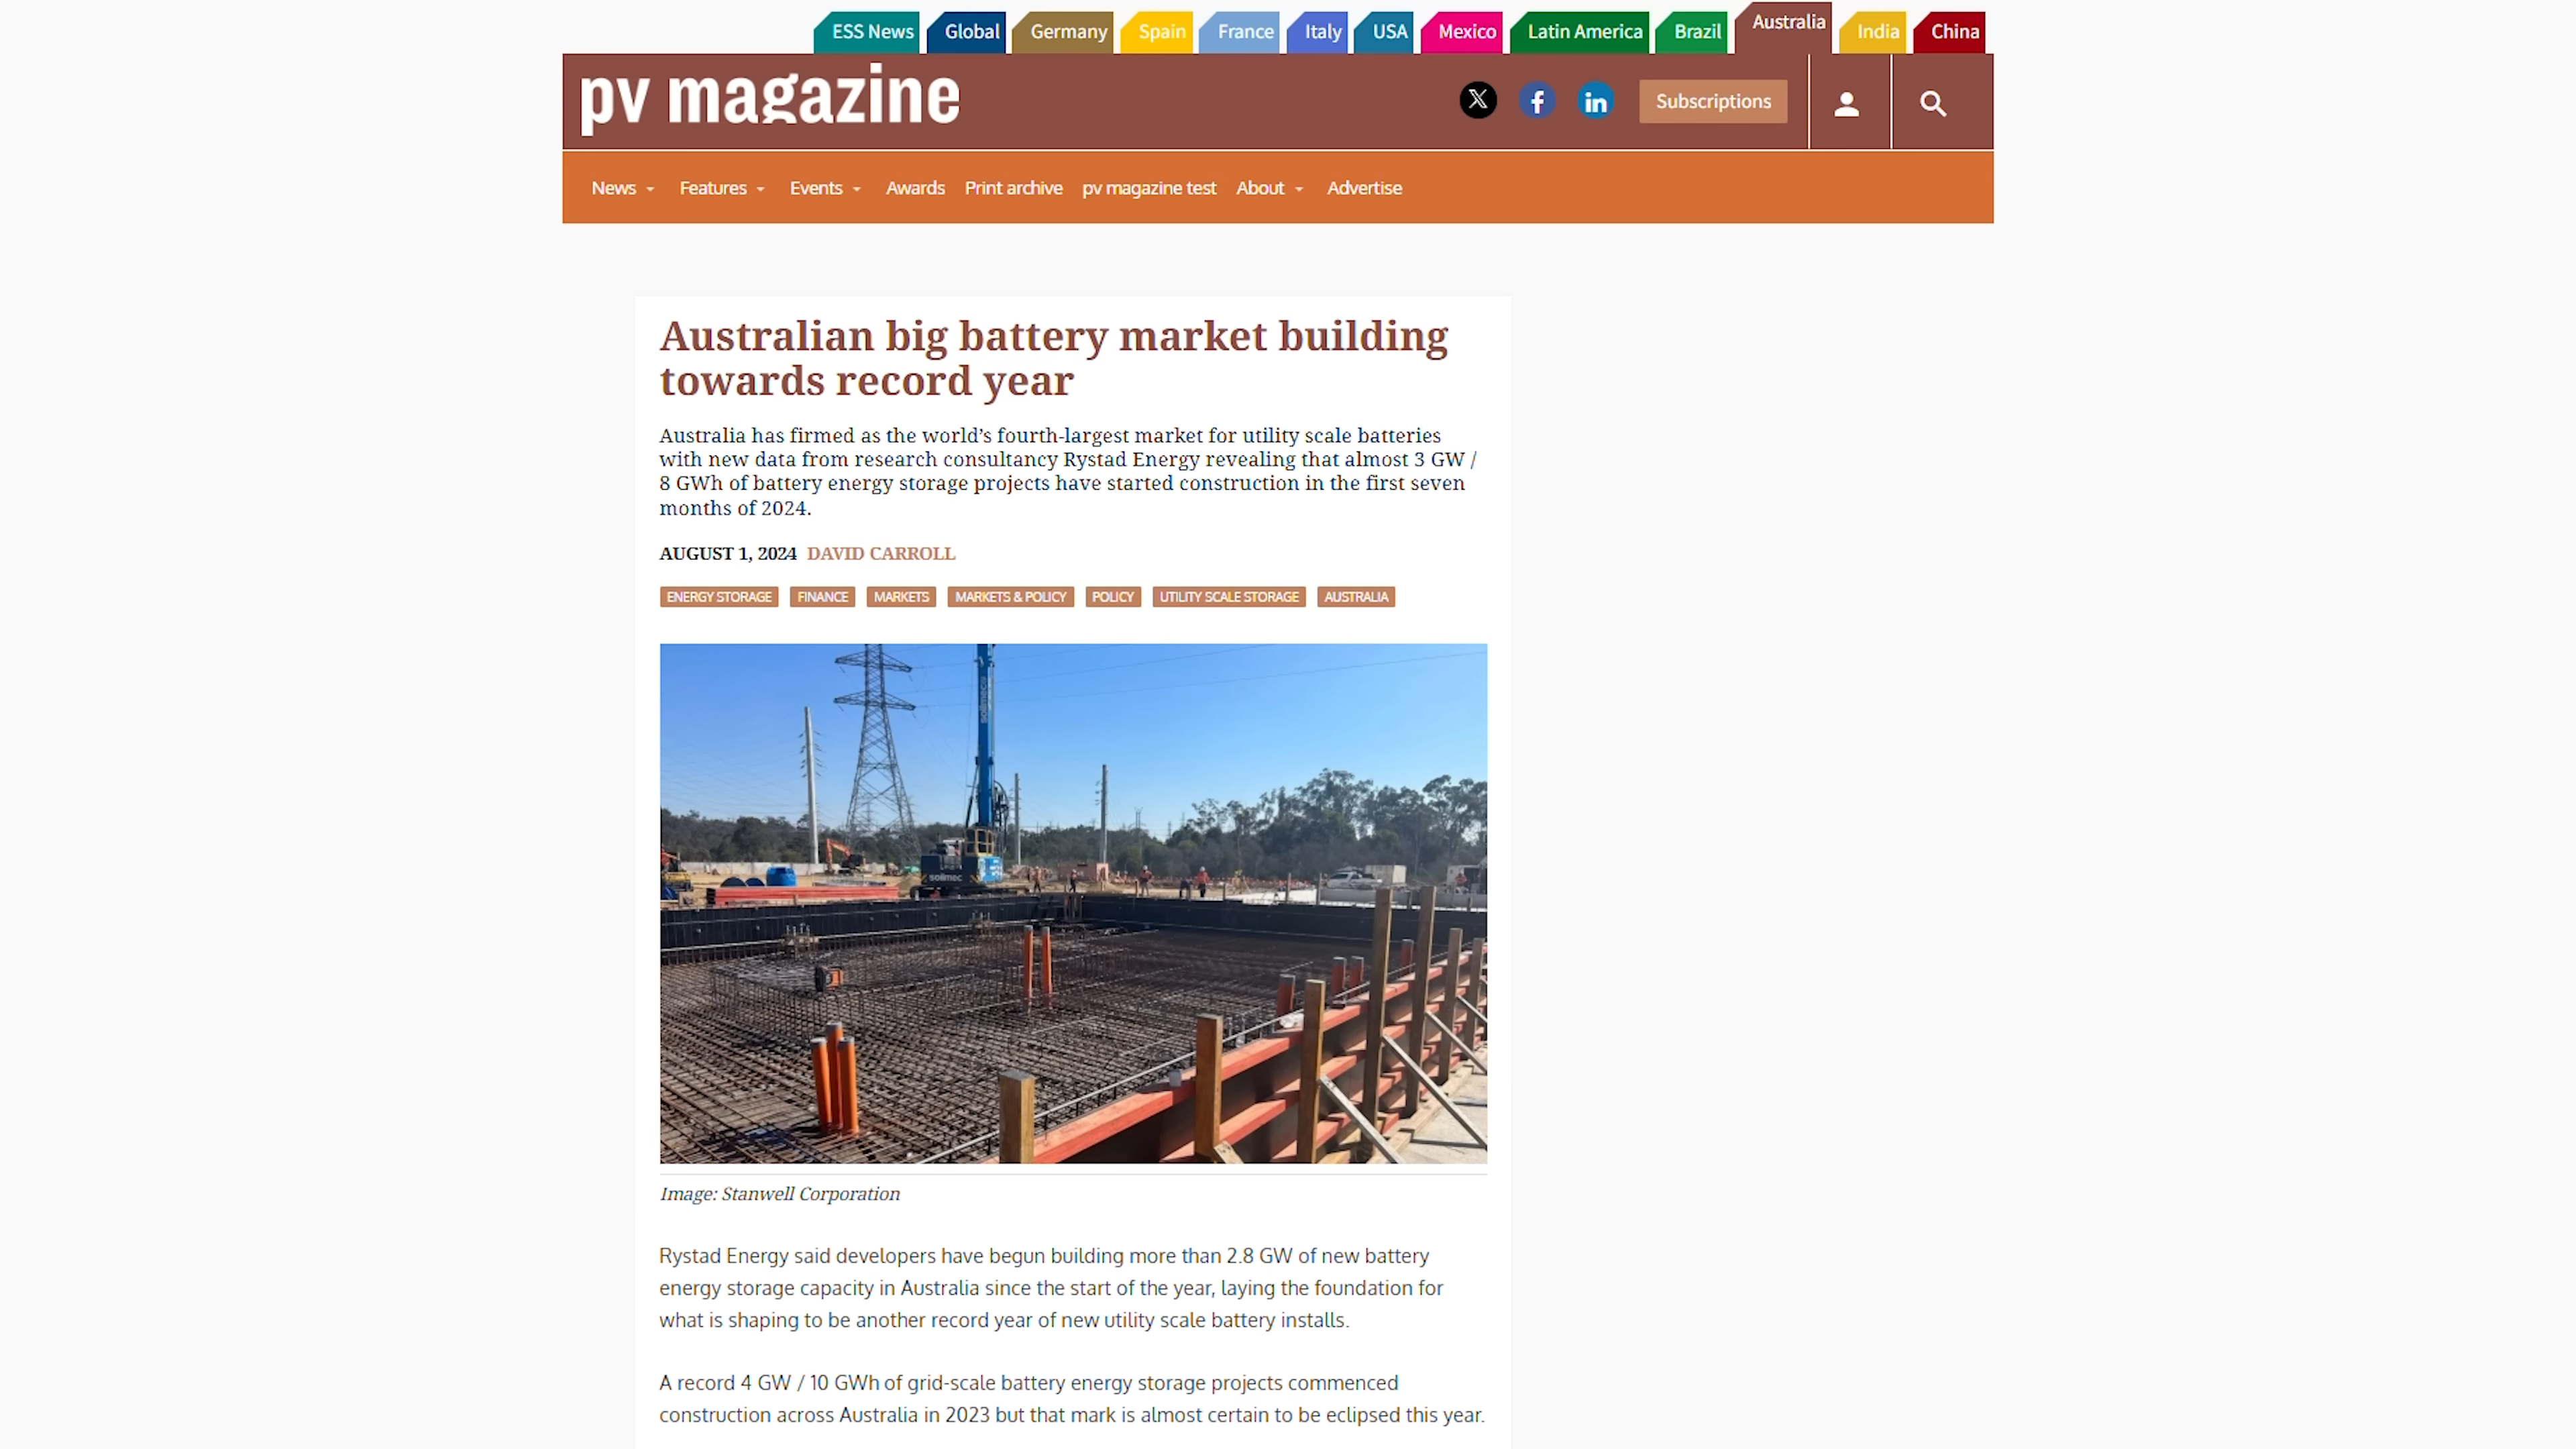 ESS News Global Germany Spain France Italy USA Mexico Latin America Brazil Australia India China
pv magazine
Subscriptions
News Features Events Awards Print archive pv magazine test About Advertise
Australian big battery market building
towards record year
Australia has firmed as the world’s fourth-largest market for utility scale batteries
with new data from research consultancy Rystad Energy revealing that almost 3 GW /
8 GWh of battery energy storage projects have started construction in the first seven
months of 2024.
AUGUST 1, 2024 DAVID CARROLL
ENERGY STORAGE FINANCE MARKETS MARKETS & POLICY POLICY UTILITY SCALE STORAGE AUSTRALIA
soilmec
soilmec
Image: Stanwell Corporation
Rystad Energy said developers have begun building more than 2.8 GW of new battery
energy storage capacity in Australia since the start of the year, laying the foundation for
what is shaping to be another record year of new utility scale battery installs.
A record 4 GW / 10 GWh of grid-scale battery energy storage projects commenced
construction across Australia in 2023 but that mark is almost certain to be eclipsed this year.